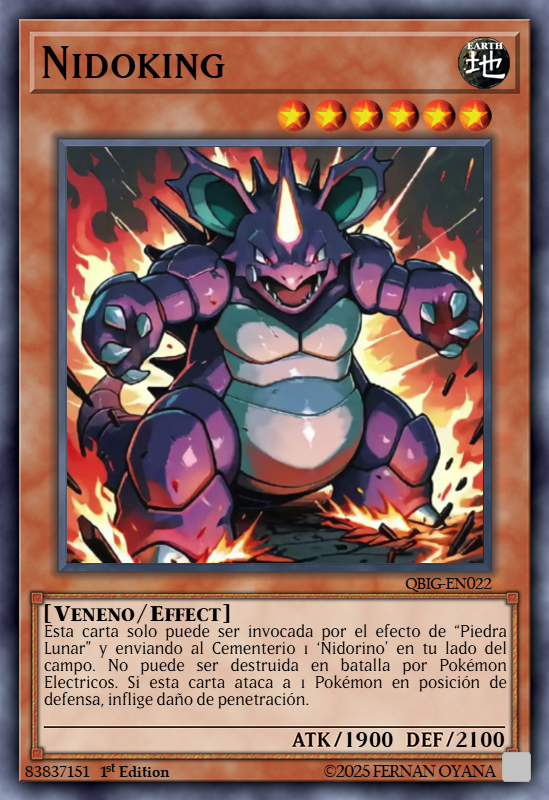 NIDOKING
EARTH
地
QBIG-EN022
[VENENO/EFFECT]
Esta carta solo puede ser invocada por el efecto de “Piedra
Lunar” y enviando al Cementerio 1 ‘Nidorino’ en tu lado del
campo. No puede ser destruida en batalla por Pokémon
Electricos. Si esta carta ataca a 1 Pokémon en posición de
defensa, inflige daño de penetración.
ATK/1900 DEF/2100
83837151 1st Edition ©2025 FERNAN OYANA